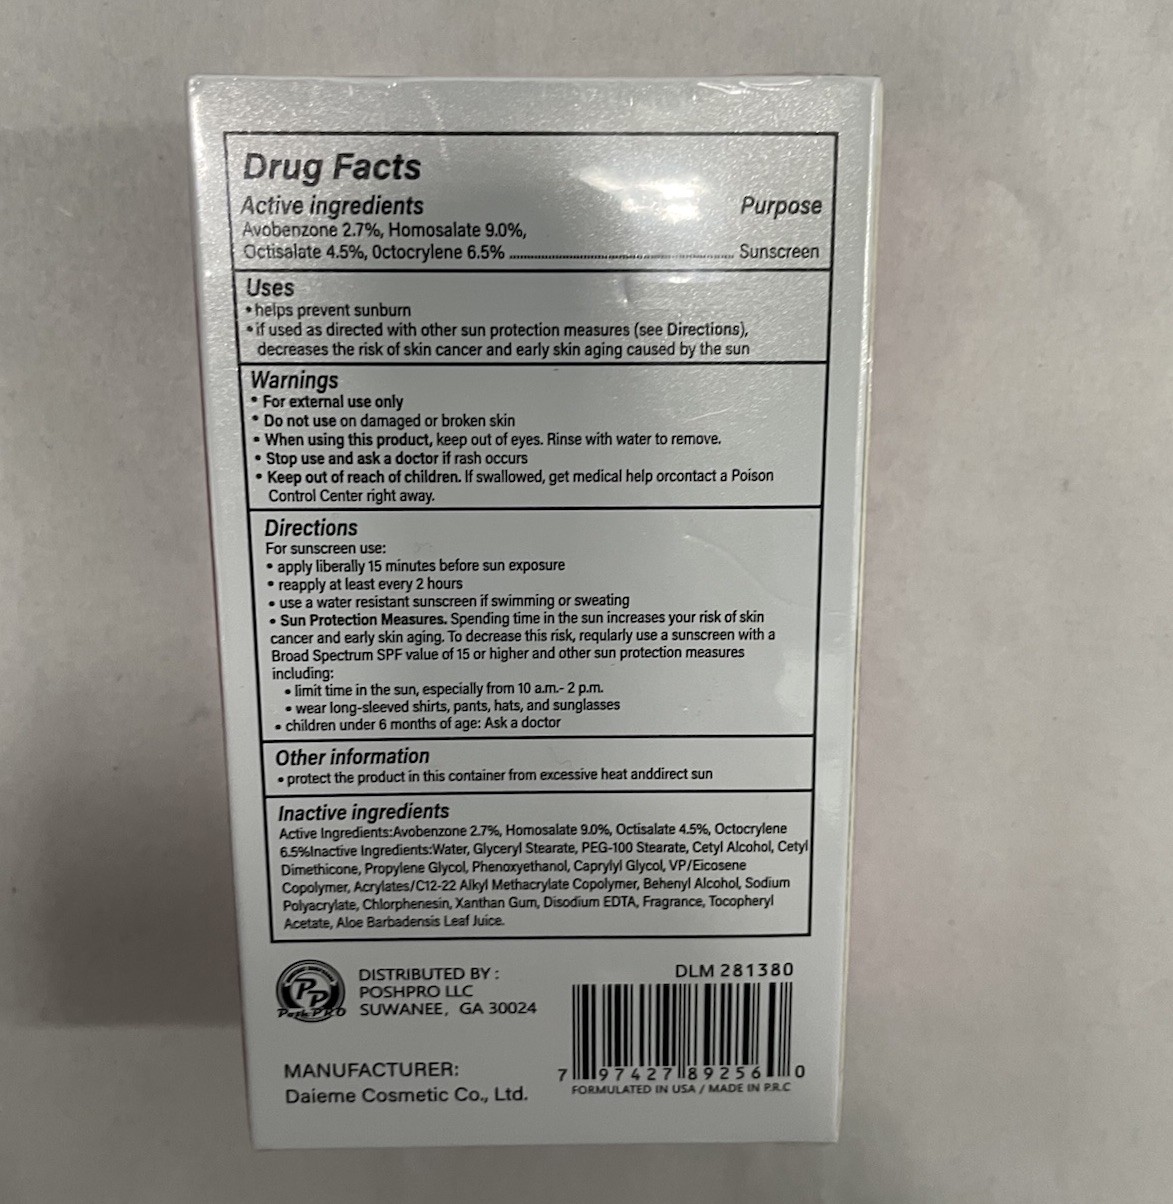 Drug Facts
Active ingredients Purpose
Avobenzone 2.7%, Homosalate 9.0%,
Octisalate 4.5%, Octocrylene 6.5% ........................................................ Sunscreen
Uses
• helps prevent sunburn
• if used as directed with other sun protection measures (see Directions),
decreases the risk of skin cancer and early skin aging caused by the sun
Warnings
• For external use only
• Do not use on damaged or broken skin
• When using this product, keep out of eyes. Rinse with water to remove.
• Stop use and ask a doctor if rash occurs
• Keep out of reach of children. If swallowed, get medical help orcontact a Poison
Control Center right away.
Directions
For sunscreen use:
• apply liberally 15 minutes before sun exposure
• reapply at least every 2 hours
• use a water resistant sunscreen if swimming or sweating
• Sun Protection Measures. Spending time in the sun increases your risk of skin
cancer and early skin aging. To decrease this risk, reqularly use a sunscreen with a
Broad Spectrum SPF value of 15 or higher and other sun protection measures
including:
• limit time in the sun, especially from 10 a.m.- 2 p.m.
• wear long-sleeved shirts, pants, hats, and sunglasses
• children under 6 months of age: Ask a doctor
Other information
• protect the product in this container from excessive heat anddirect sun
Inactive ingredients
Active Ingredients:Avobenzone 2.7%, Homosalate 9.0%, Octisalate 4.5%, Octocrylene
6.5%Inactive Ingredients:Water, Glyceryl Stearate, PEG-100 Stearate, Cetyl Alcohol, Cetyl
Dimethicone, Propylene Glycol, Phenoxyethanol, Caprylyl Glycol, VP/Eicosene
Copolymer, Acrylates/C12-22 Alkyl Methacrylate Copolymer, Behenyl Alcohol, Sodium
Polyacrylate, Chlorphenesin, Xanthan Gum, Disodium EDTA, Fragrance, Tocopheryl
Acetate, Aloe Barbadensis Leaf Juice.
PP
Posh PRO
DISTRIBUTED BY :
POSHPRO LLC
SUWANEE, GA 30024
DLM 281380
7 97427 89256 0
FORMULATED IN USA / MADE IN P.R.C
MANUFACTURER:
Daieme Cosmetic Co., Ltd.